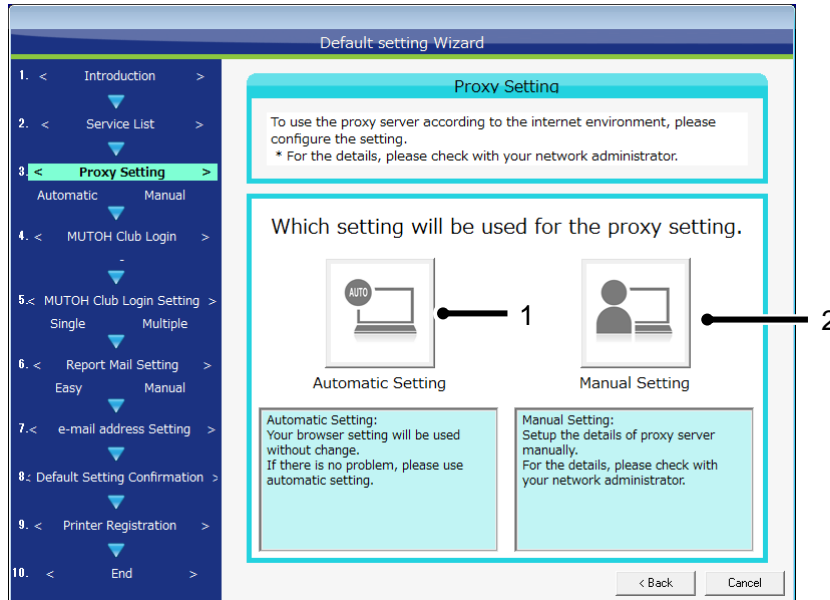 Default setting Wizard
1. < Introduction >
2. < Service List >
3. < Proxy Setting >
Automatic Manual
4. < MUTOH Club Login >
-
5.< MUTOH Club Login Setting >
Single Multiple
6. < Report Mail Setting >
Easy Manual
7.< e-mail address Setting >
8.< Default Setting Confirmation >
9. < Printer Registration >
10. < End >
Proxy Setting
To use the proxy server according to the internet environment, please
configure the setting.
* For the details, please check with your network administrator.
Which setting will be used for the proxy setting.
AUTO
1
2
Automatic Setting
Manual Setting
Automatic Setting:
Your browser setting will be used
without change.
If there is no problem, please use
automatic setting.
Manual Setting:
Setup the details of proxy server
manually.
For the details, please check with
your network administrator.
< Back
Cancel